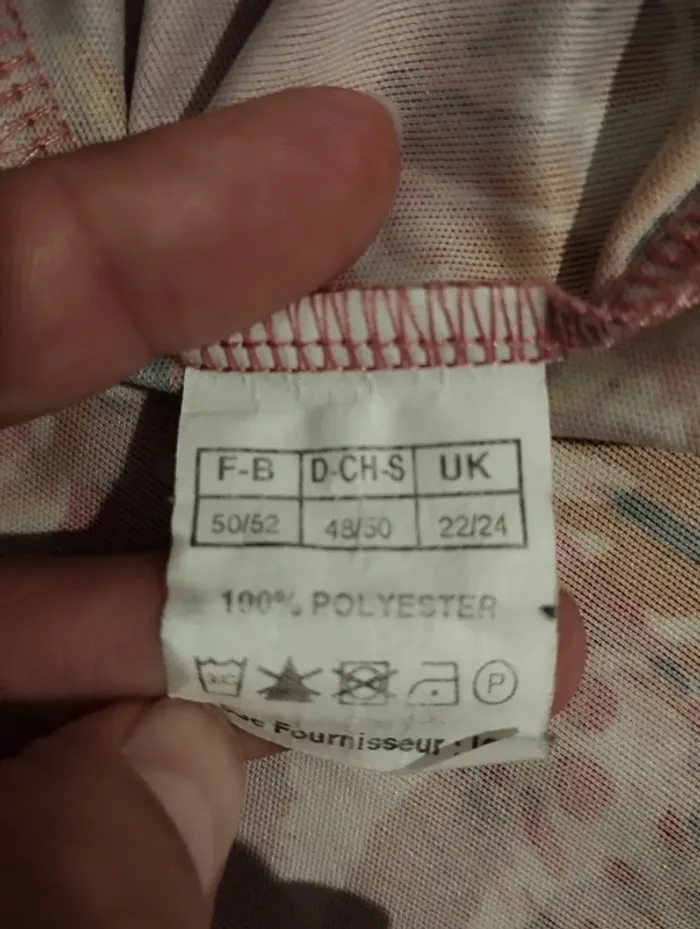 F-B D-CH-S UK
50/52 48/50 22/24
100% POLYESTER
P
Fournisseur :